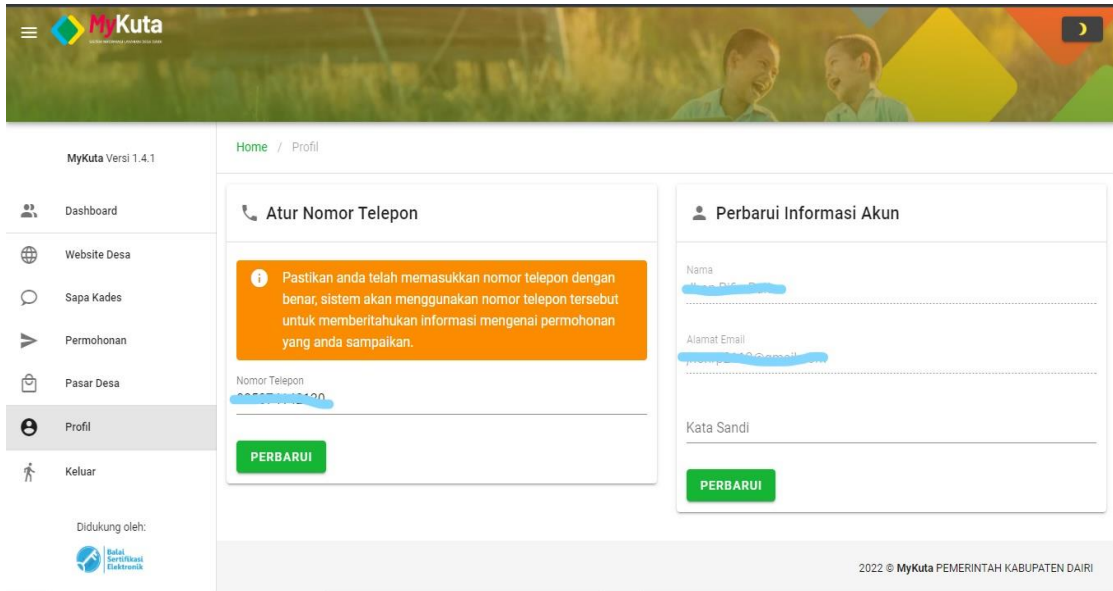 MyKuta
MyKuta Versi 1.4.1
Dashboard
Website Desa
Sapa Kades
Permohonan
Pasar Desa
Profil
Keluar
Didukung oleh:
Balai
Sertifikasi
Elektronik
Home / Profil
Atur Nomor Telepon
Pastikan anda telah memasukkan nomor telepon dengan
benar, sistem akan menggunakan nomor telepon tersebut
untuk memberitahukan informasi mengenai permohonan
yang anda sampaikan.
Nomor Telepon
PERBARUI
Perbarui Informasi Akun
Nama
Alamat Email
Kata Sandi
PERBARUI
2022 © MyKuta PEMERINTAH KABUPATEN DAIRI